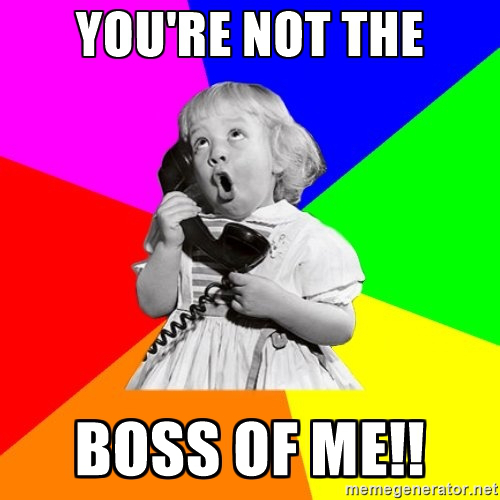 YOU'RE NOT THE
BOSS OF ME!!
memegenerator.net